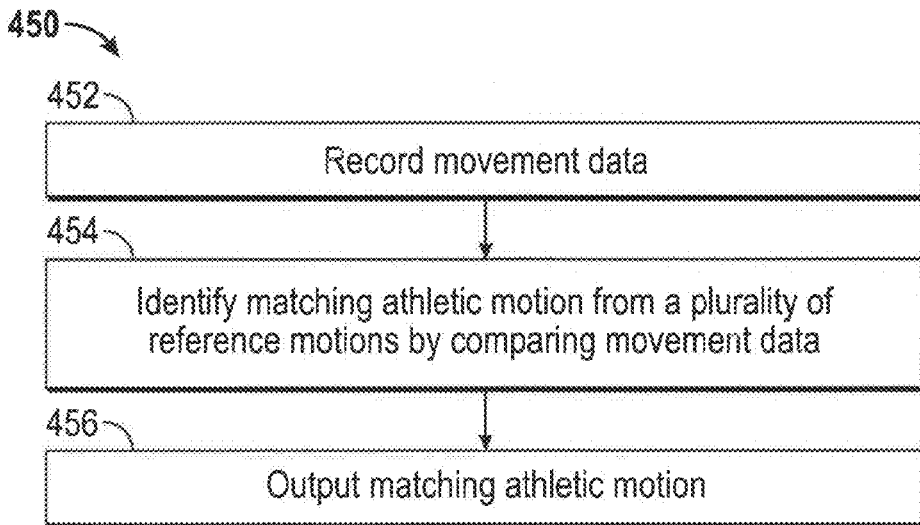 450
452
Record movement data
454
Identify matching athletic motion from a plurality of
reference motions by comparing movement data
456
Output matching athletic motion